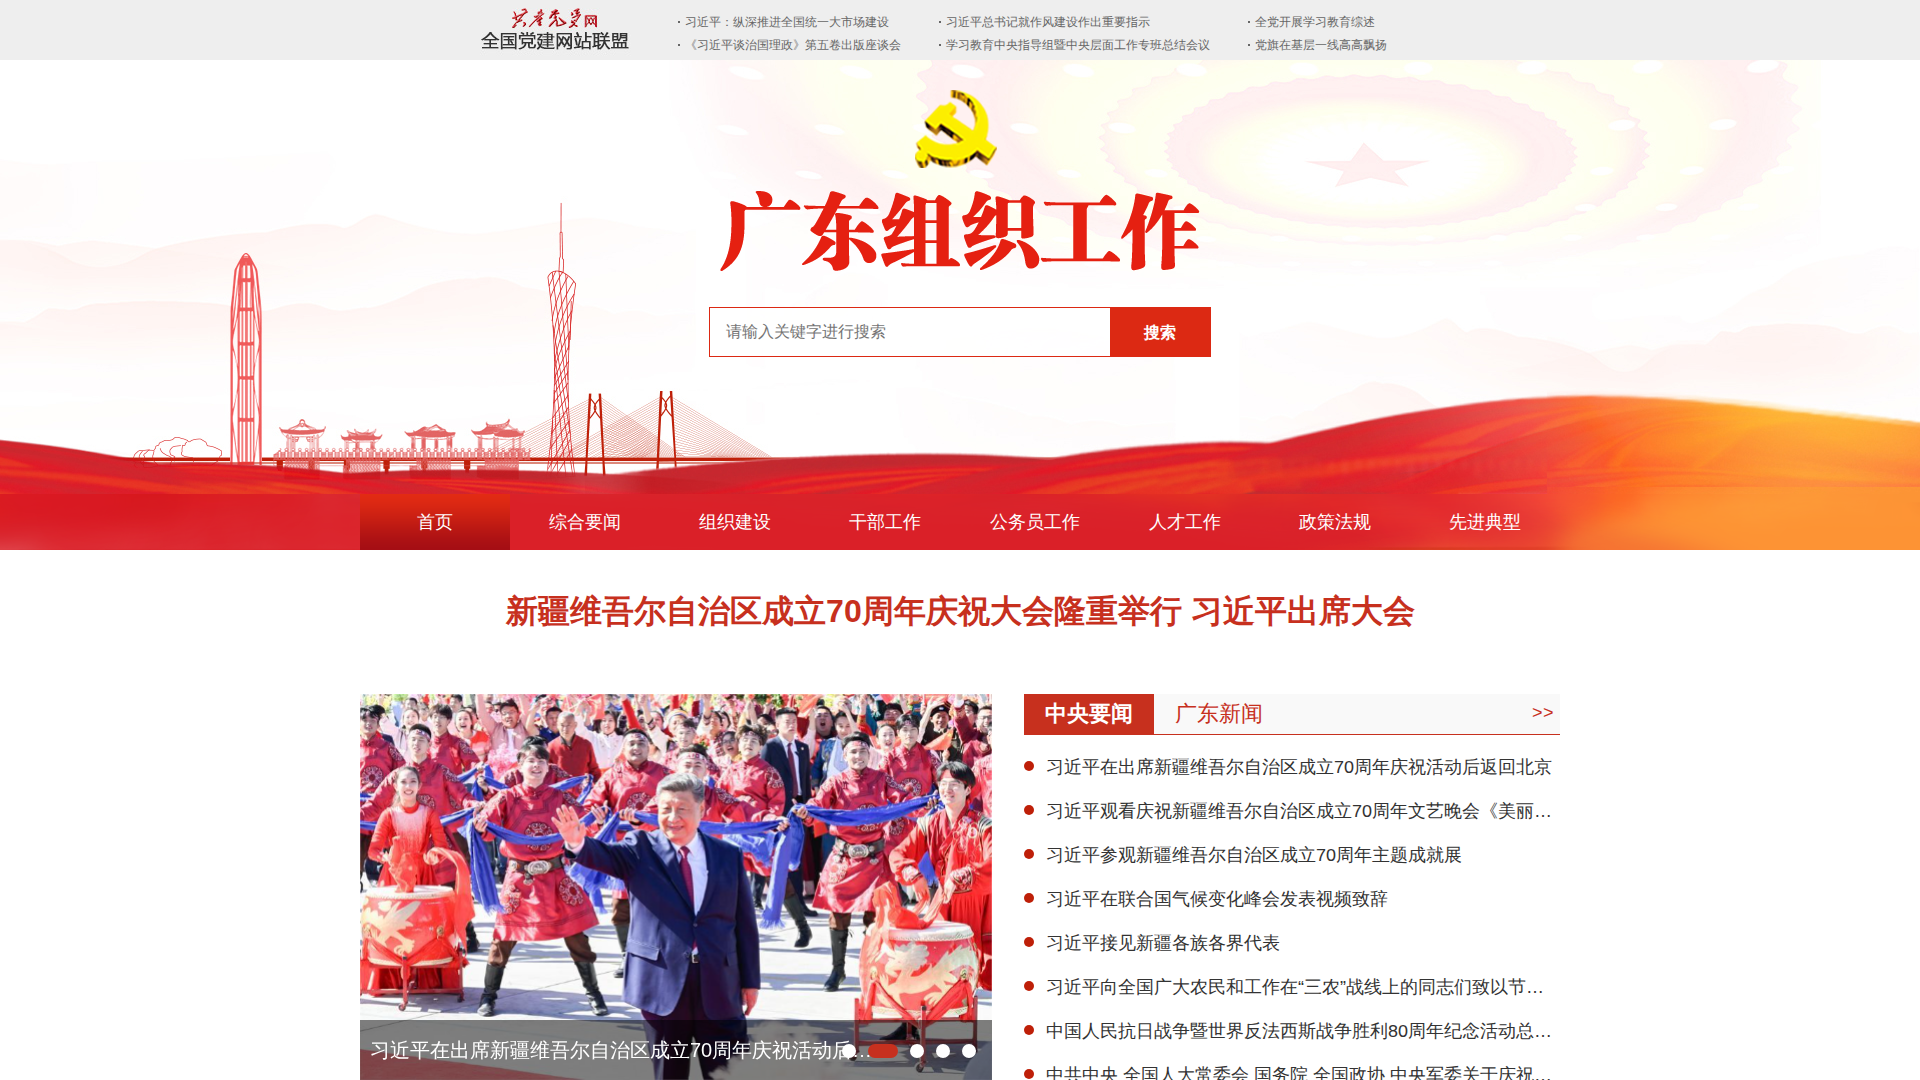 共产党员网
全国党建网站联盟
· 习近平：纵深推进全国统一大市场建设
· 习近平总书记就作风建设作出重要指示
· 全党开展学习教育综述
· 《习近平谈治国理政》第五卷出版座谈会
· 学习教育中央指导组暨中央层面工作专班总结会议
· 党旗在基层一线高高飘扬
广东组织工作
请输入关键字进行搜索
搜索
首页 综合要闻 组织建设 干部工作 公务员工作 人才工作 政策法规 先进典型
新疆维吾尔自治区成立70周年庆祝大会隆重举行 习近平出席大会
习近平在出席新疆维吾尔自治区成立70周年庆祝活动后…
中央要闻 广东新闻 >>
习近平在出席新疆维吾尔自治区成立70周年庆祝活动后返回北京
习近平观看庆祝新疆维吾尔自治区成立70周年文艺晚会《美丽…
习近平参观新疆维吾尔自治区成立70周年主题成就展
习近平在联合国气候变化峰会发表视频致辞
习近平接见新疆各族各界代表
习近平向全国广大农民和工作在“三农”战线上的同志们致以节…
中国人民抗日战争暨世界反法西斯战争胜利80周年纪念活动总…
中共中央 全国人大常委会 国务院 全国政协 中央军委关于庆祝…